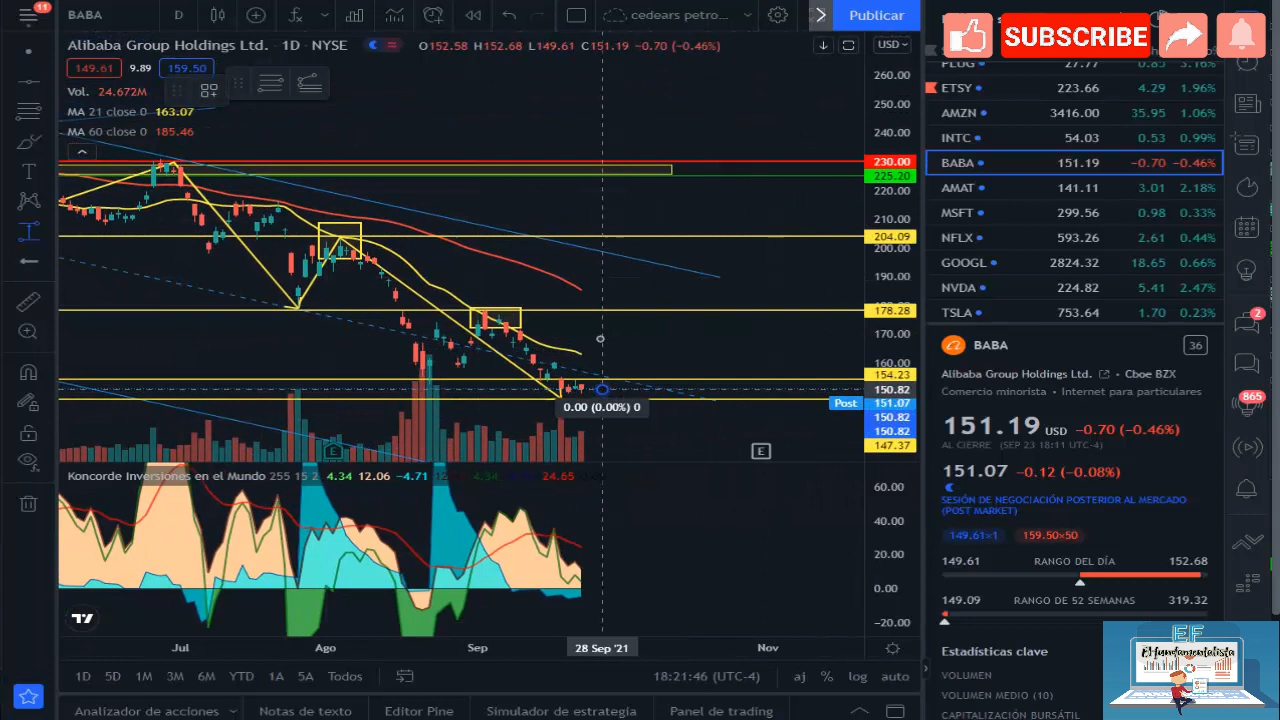 11
BABA
D
cedears petro...
Publicar
SUBSCRIBE
Alibaba Group Holdings Ltd. · 1D · NYSE
O152.58 H152.68 L149.61 C151.19 −0.70 (−0.46%)
USD
149.61 9.89 159.50
Vol. 24.672M
MA 21 close 0 163.07
MA 60 close 0 185.46
260.00
250.00
240.00
230.00
225.20
220.00
210.00
204.09
200.00
190.00
178.28
170.00
160.00
154.23
150.82
Post 151.07
150.82
150.82
147.37
0.00 (0.00%) 0
E
E
Koncorde Inversiones en el Mundo 255 15 2 4.34 12.06 −4.71 24.65
60.00
40.00
20.00
0.00
−20.00
Jul
Ago
Sep
28 Sep '21
Nov
1D 5D 1M 3M 6M YTD 1A 5A Todos
18:21:46 (UTC-4)
% log auto
Analizador de acciones
Notas de texto
Editor Pine
Simulador de estrategia
Panel de trading
PLUG 27.77 0.85 3.16%
ETSY 223.66 4.29 1.96%
AMZN 3416.00 35.95 1.06%
INTC 54.03 0.53 0.99%
BABA 151.19 −0.70 −0.46%
AMAT 141.11 3.01 2.18%
MSFT 299.56 0.98 0.33%
NFLX 593.26 2.61 0.44%
GOOGL 2824.32 18.65 0.66%
NVDA 224.82 5.41 2.47%
TSLA 753.64 1.70 0.23%
BABA
36
Alibaba Group Holdings Ltd. · Cboe BZX
Comercio minorista · Internet para particulares
151.19 USD −0.70 (−0.46%)
AL CIERRE (SEP 23 18:11 UTC-4)
151.07 −0.12 (−0.08%)
SESIÓN DE NEGOCIACIÓN POSTERIOR AL MERCADO
(POST MARKET)
149.61×1 159.50×50
149.61 RANGO DEL DÍA 152.68
149.09 RANGO DE 52 SEMANAS 319.32
Estadísticas clave
VOLUMEN
VOLUMEN MEDIO (10)
CAPITALIZACIÓN BURSÁTIL
2
865
EF
El Fundamentalista